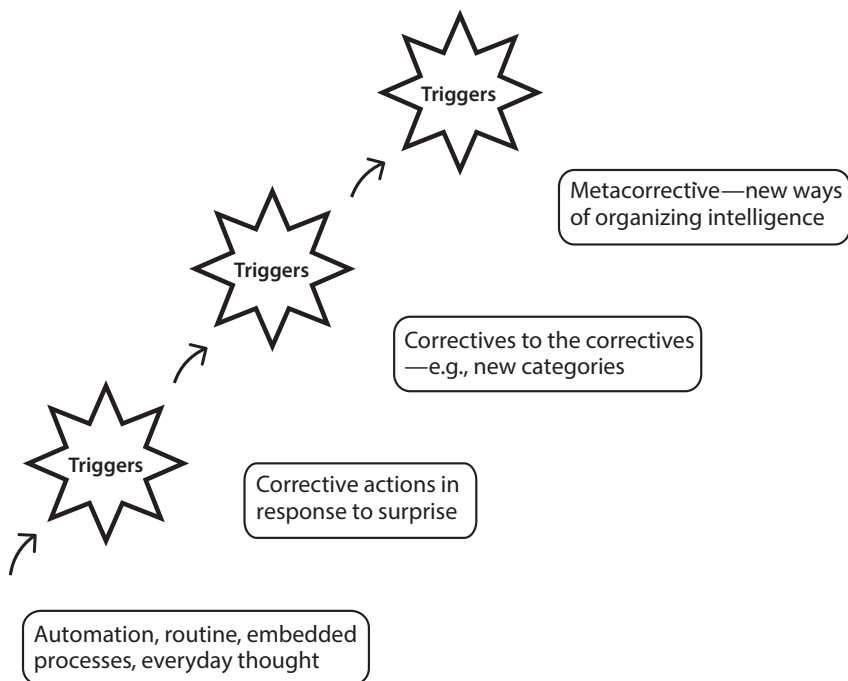 Triggers
Metacorrective—new ways
of organizing intelligence
Triggers
Correctives to the correctives
—e.g., new categories
Triggers
Corrective actions in
response to surprise
Automation, routine, embedded
processes, everyday thought